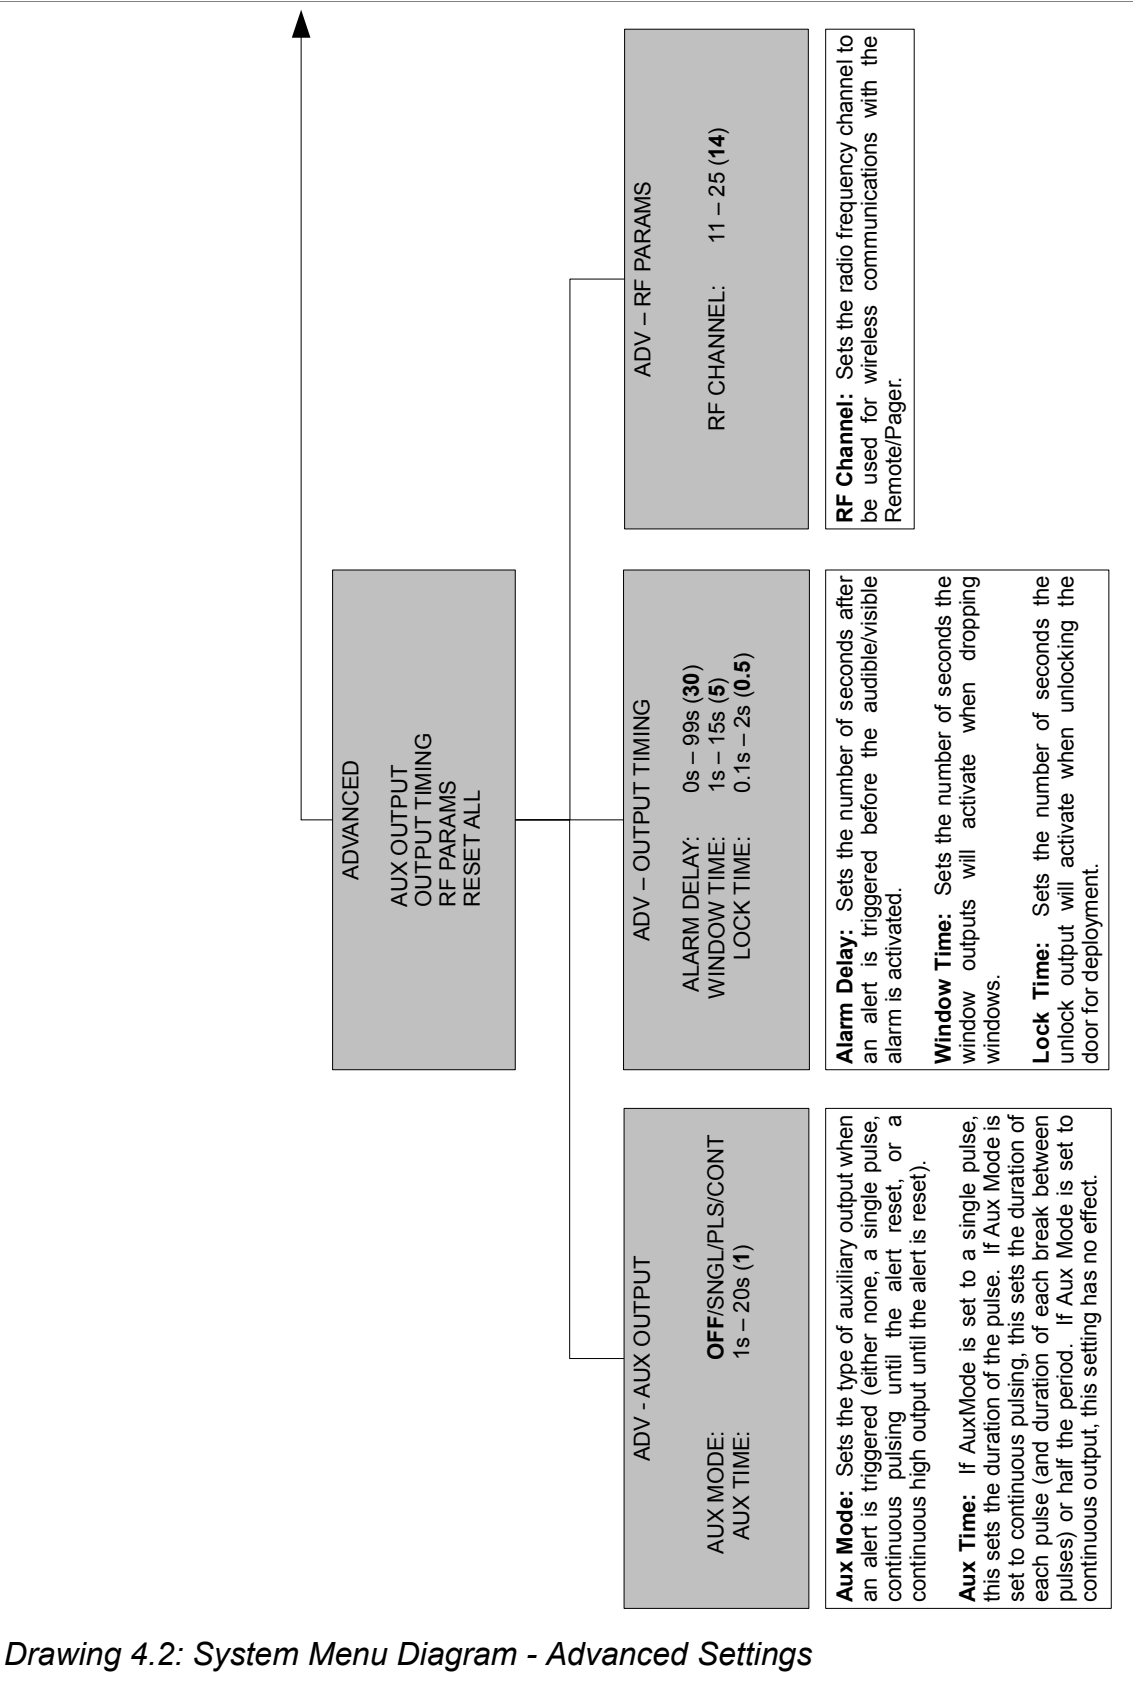 ADVANCED
AUX OUTPUT
OUTPUT TIMING
RF PARAMS
RESET ALL
ADV - AUX OUTPUT
AUX MODE: OFF/SNGL/PLS/CONT
AUX TIME: 1s – 20s (1)
Aux Mode: Sets the type of auxiliary output when
an alert is triggered (either none, a single pulse,
continuous pulsing until the alert reset, or a
continuous high output until the alert is reset).
Aux Time: If AuxMode is set to a single pulse,
this sets the duration of the pulse. If Aux Mode is
set to continuous pulsing, this sets the duration of
each pulse (and duration of each break between
pulses) or half the period. If Aux Mode is set to
continuous output, this setting has no effect.
ADV – OUTPUT TIMING
ALARM DELAY: 0s – 99s (30)
WINDOW TIME: 1s – 15s (5)
LOCK TIME: 0.1s – 2s (0.5)
Alarm Delay: Sets the number of seconds after
an alert is triggered before the audible/visible
alarm is activated.
Window Time: Sets the number of seconds the
window outputs will activate when dropping
windows.
Lock Time: Sets the number of seconds the
unlock output will activate when unlocking the
door for deployment.
ADV – RF PARAMS
RF CHANNEL: 11 – 25 (14)
RF Channel: Sets the radio frequency channel to
be used for wireless communications with the
Remote/Pager.
Drawing 4.2: System Menu Diagram - Advanced Settings